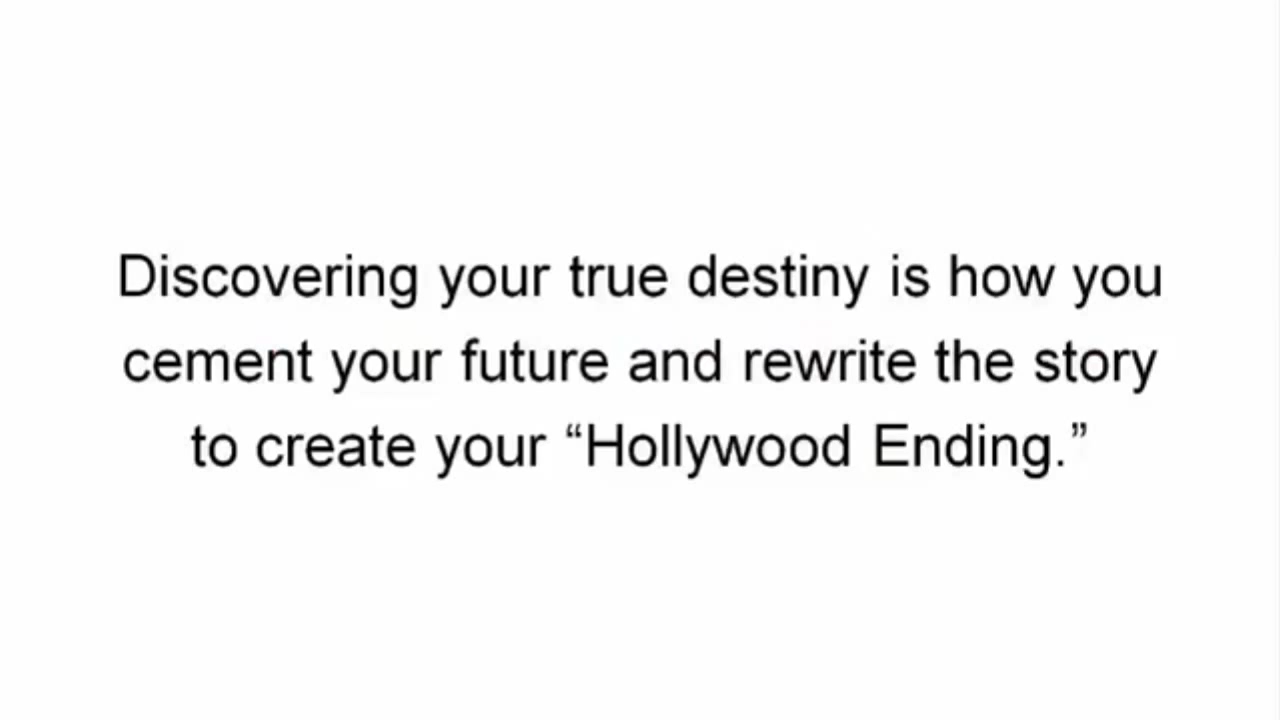 Discovering your true destiny is how you
cement your future and rewrite the story
to create your “Hollywood Ending.”